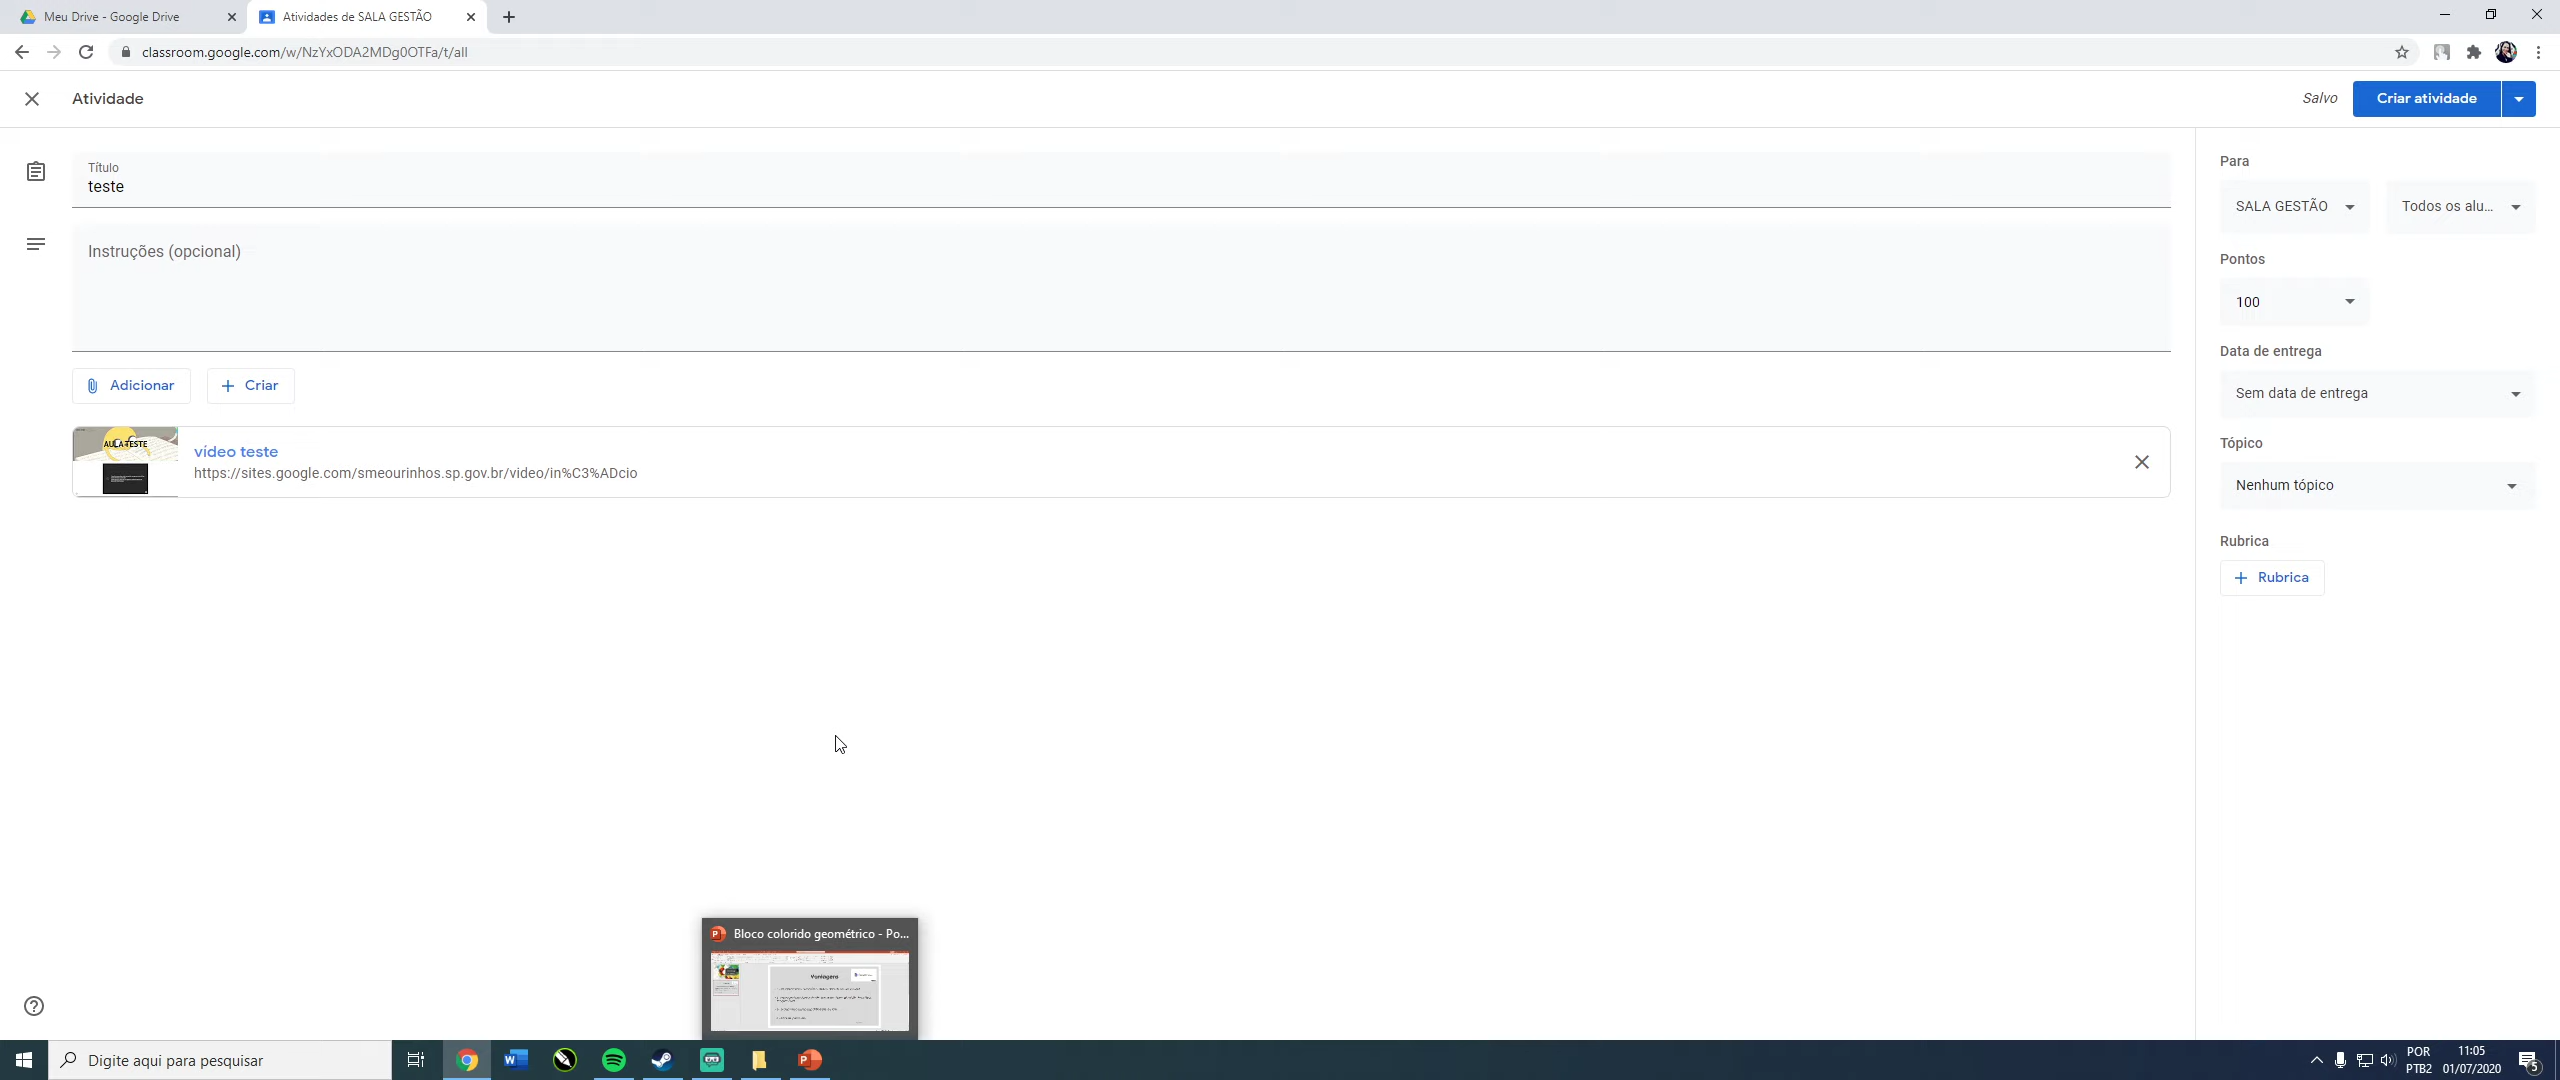 Meu Drive - Google Drive
Atividades de SALA GESTÃO
classroom.google.com/w/NzYxODA2MDg0OTFa/t/all
Atividade
Salvo
Criar atividade
Título
teste
Instruções (opcional)
Adicionar
Criar
AULA TESTE
vídeo teste
https://sites.google.com/smeourinhos.sp.gov.br/video/in%C3%ADcio
Para
SALA GESTÃO
Todos os alu...
Pontos
100
Data de entrega
Sem data de entrega
Tópico
Nenhum tópico
Rubrica
Rubrica
Bloco colorido geométrico - Po...
Vantagens
Digite aqui para pesquisar
POR
PTB2
11:05
01/07/2020
5